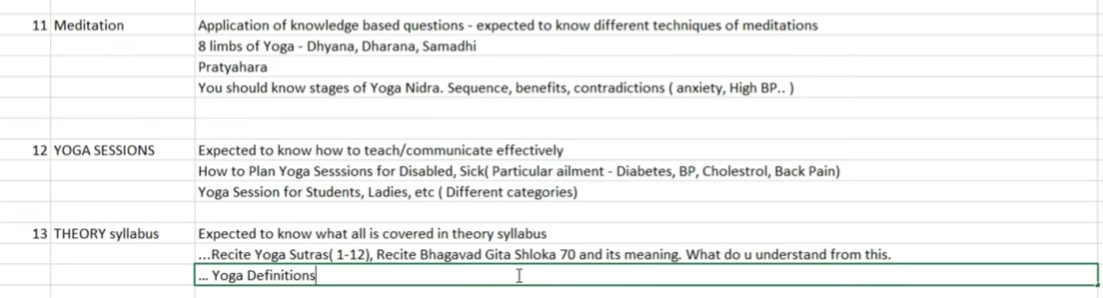 11 Meditation Application of knowledge based questions - expected to know different techniques of meditations
8 limbs of Yoga - Dhyana, Dharana, Samadhi
Pratyahara
You should know stages of Yoga Nidra. Sequence, benefits, contradictions ( anxiety, High BP.. )
12 YOGA SESSIONS Expected to know how to teach/communicate effectively
How to Plan Yoga Sesssions for Disabled, Sick( Particular ailment - Diabetes, BP, Cholestrol, Back Pain)
Yoga Session for Students, Ladies, etc ( Different categories)
13 THEORY syllabus Expected to know what all is covered in theory syllabus
...Recite Yoga Sutras( 1-12), Recite Bhagavad Gita Shloka 70 and its meaning. What do u understand from this.
... Yoga Definitions